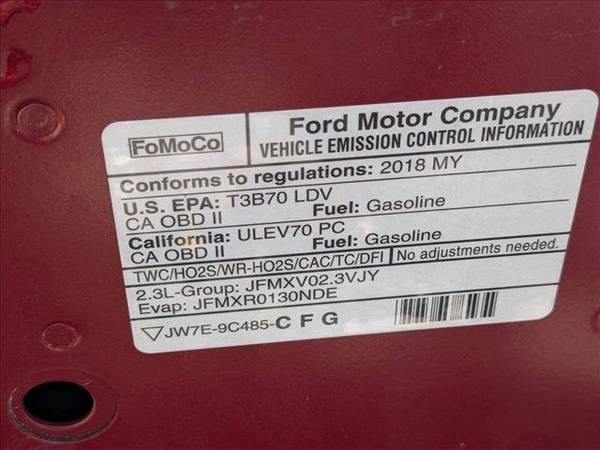 FoMoCo
Ford Motor Company
VEHICLE EMISSION CONTROL INFORMATION
Conforms to regulations: 2018 MY
U.S. EPA: T3B70 LDV
CA OBD II Fuel: Gasoline
California: ULEV70 PC
CA OBD II Fuel: Gasoline
TWC/HO2S/WR-HO2S/CAC/TC/DFI No adjustments needed.
2.3L-Group: JFMXV02.3VJY
Evap: JFMXR0130NDE
▽JW7E-9C485-C F G